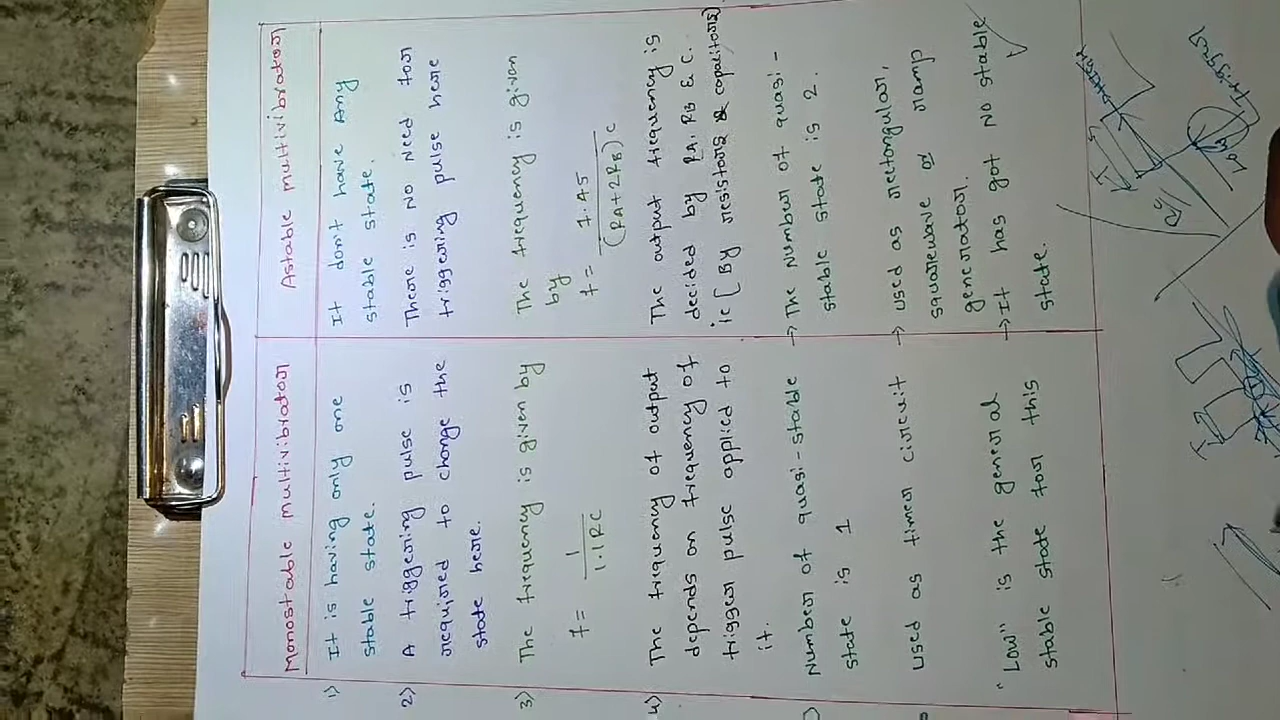 Monostable multivibrator
Astable multivibrator
1) It is having only one
stable state.
It don't have Any
stable state.
2) A triggering pulse is
required to change the
state here.
There is No Need for
triggering pulse here
3) The frequency is given by
f = 1
1.1RC
The frequency is given
by
f = 1.45
(RA+2RB)C
4) The frequency of output
depends on frequency of
trigger pulse applied to
it.
The output frequency is
decided by RA, RB & C.
ie [ By resistors & capaitors]
Number of quasi-stable
state is 1
→ The Number of quasi-
stable state is 2.
Used as timer circuit
→ used as rectangular,
squarewave or ramp
generator.
"Low" is the general
stable state for this
→ It has got No stable
state.